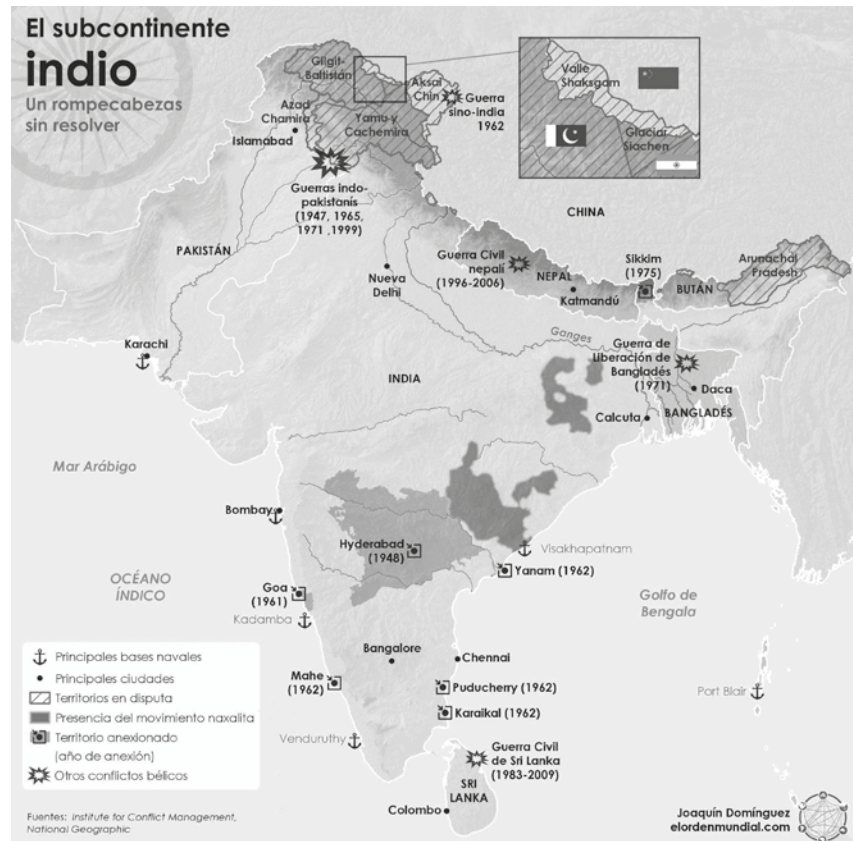 El subcontinente
indio
Un rompecabezas
sin resolver
Gilgit-
Baltistán
Aksai
Chin
Guerra
sino-india
1962
Azad
Chamira
Islamabad
Yamu y
Cachemira
Valle
Shaksgam
Glaciar
Siachen
Guerras indo-
pakistanís
(1947, 1965,
1971 ,1999)
CHINA
PAKISTÁN
Nueva
Delhi
Guerra Civil
nepalí
(1996-2006)
NEPAL
Katmandú
Sikkim
(1975)
BUTÁN
Arunachal
Pradesh
Karachi
Ganges
Guerra de
Liberación de
Bangladés
(1971)
INDIA
Daca
Calcuta
BANGLADÉS
Mar Arábigo
Bombay
Hyderabad
(1948)
Visakhapatnam
Yanam (1962)
OCÉANO
ÍNDICO
Goa
(1961)
Kadamba
Golfo de
Bengala
Bangalore
Chennai
Mahe
(1962)
Puducherry (1962)
Karaikal (1962)
Port Blair
Venduruthy
Guerra Civil
de Sri Lanka
(1983-2009)
SRI
LANKA
Colombo
Principales bases navales
Principales ciudades
Territorios en disputa
Presencia del movimiento naxalita
Territorio anexionado
(año de anexión)
Otros conflictos bélicos
Fuentes: Institute for Conflict Management,
National Geographic
Joaquín Domínguez
elordenmundial.com